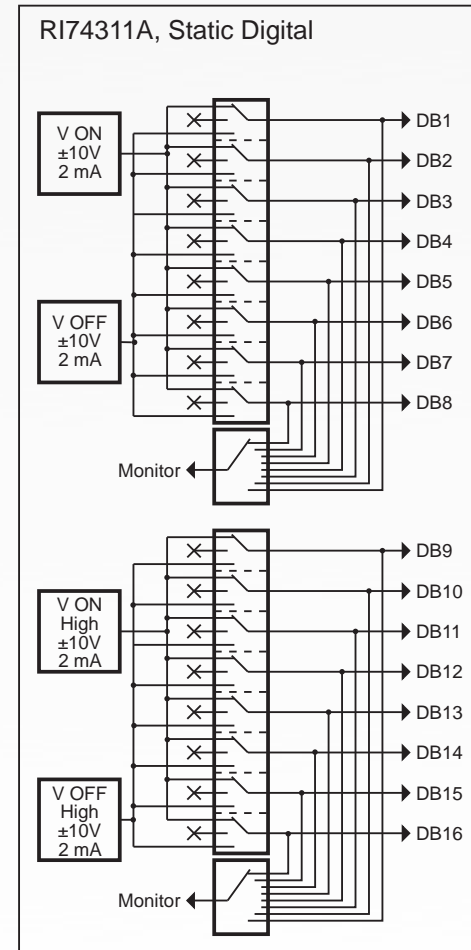 RI74311A, Static Digital
V ON
±10V
2 mA
DB1
DB2
DB3
DB4
DB5
V OFF
±10V
2 mA
DB6
DB7
DB8
Monitor
DB9
DB10
V ON
High
±10V
2 mA
DB11
DB12
DB13
DB14
V OFF
High
±10V
2 mA
DB15
DB16
Monitor